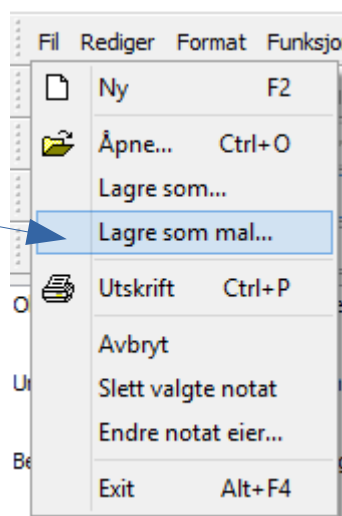 Fil Rediger Format Funksjo
Ny F2
Åpne... Ctrl+O
Lagre som...
Lagre som mal...
Utskrift Ctrl+P
Avbryt
Slett valgte notat
Endre notat eier...
Exit Alt+F4